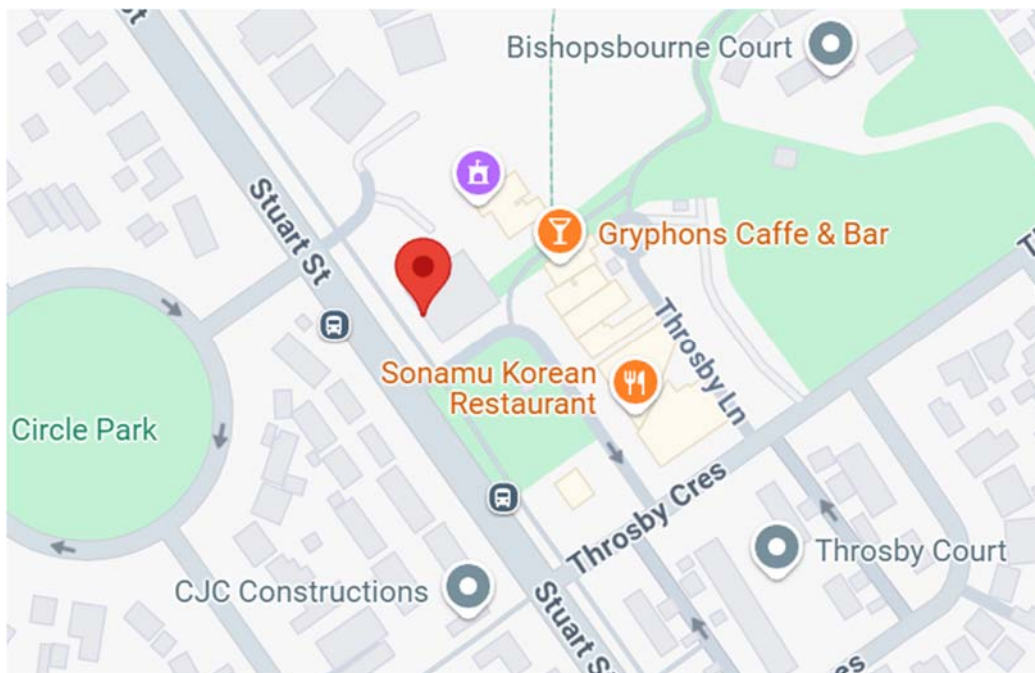 St
Bishopsbourne Court
Stuart St
Gryphons Caffe & Bar
Throsby Ln
Sonamu Korean
Restaurant
Circle Park
Throsby Cres
Throsby Court
CJC Constructions
Stuart S
es